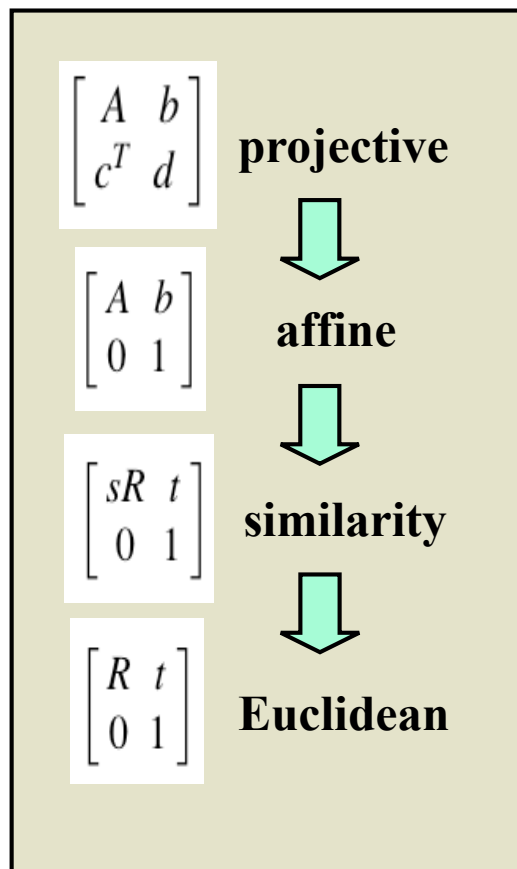 [ A b ]
[ c^T d ] projective
[ A b ]
[ 0 1 ] affine
[ sR t ]
[ 0 1 ] similarity
[ R t ]
[ 0 1 ] Euclidean